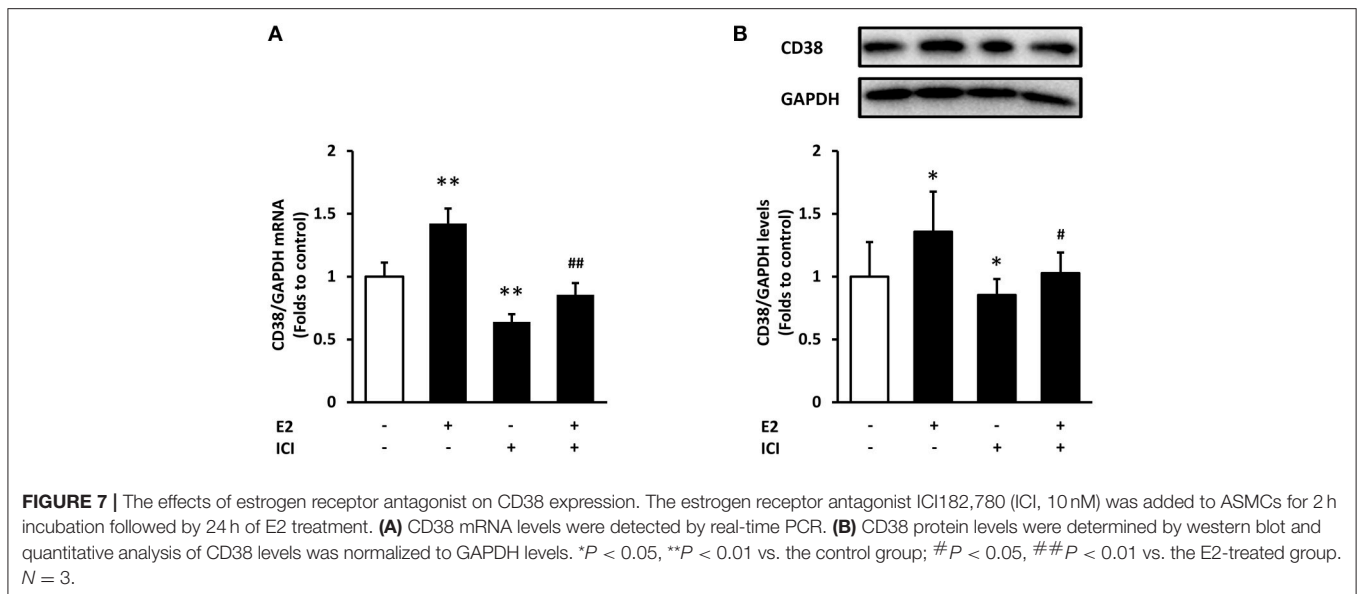 A
CD38/GAPDH mRNA
(Folds to control)
2
1.5
1
0.5
0
**
**
##
E2 - + - +
ICI - - + +
B
CD38
GAPDH
CD38/GAPDH levels
(Folds to control)
2
1.5
1
0.5
0
*
*
#
E2 - + - +
ICI - - + +
FIGURE 7 | The effects of estrogen receptor antagonist on CD38 expression. The estrogen receptor antagonist ICI182,780 (ICI, 10 nM) was added to ASMCs for 2 h
incubation followed by 24 h of E2 treatment. (A) CD38 mRNA levels were detected by real-time PCR. (B) CD38 protein levels were determined by western blot and
quantitative analysis of CD38 levels was normalized to GAPDH levels. *P < 0.05, **P < 0.01 vs. the control group; #P < 0.05, ##P < 0.01 vs. the E2-treated group.
N = 3.